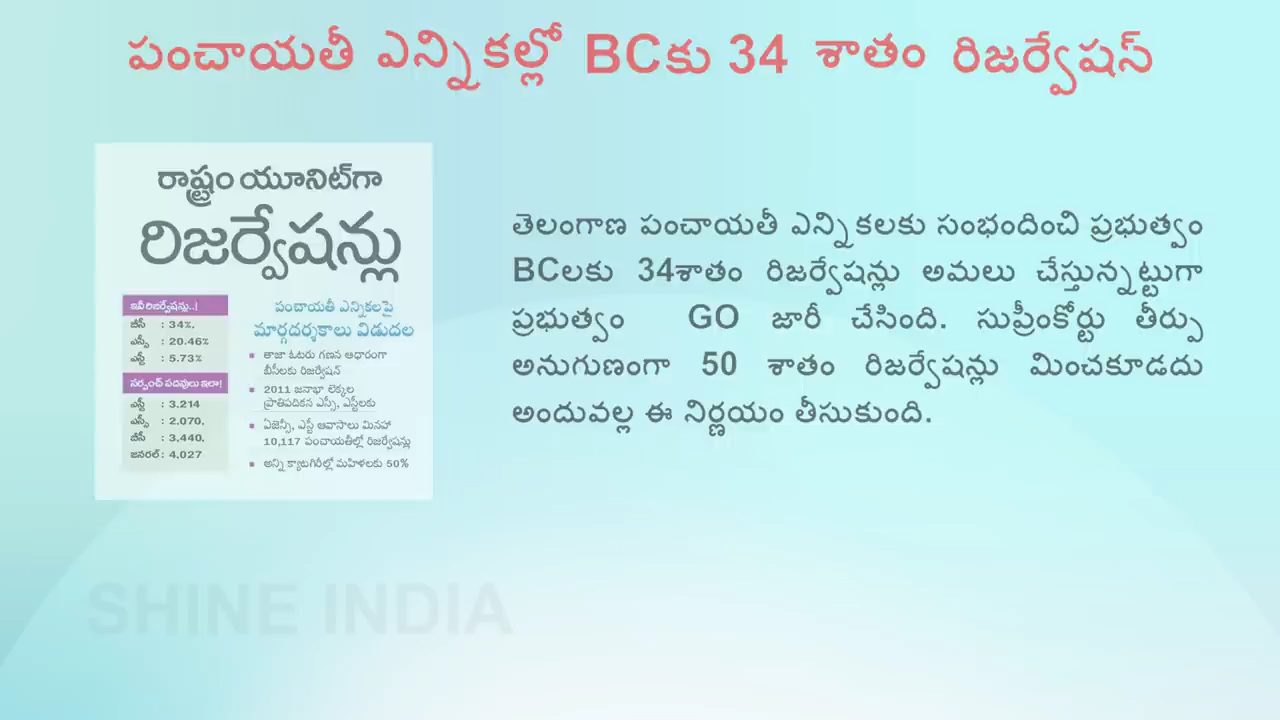 పంచాయతీ ఎన్నికల్లో BCకు 34 శాతం రిజర్వేషన్
రాష్ట్రం యూనిట్‌గా
రిజర్వేషన్లు
ఇవీ రిజర్వేషన్లు..!
బీసీ : 34%,
ఎస్సీ : 20.46%
ఎస్టీ : 5.73%
సర్పంచ్ పదవులు ఇలా!
ఎస్టీ : 3.214
ఎస్సీ : 2,070,
బీసీ : 3,440,
జనరల్ : 4,027
పంచాయతీ ఎన్నికలపై
మార్గదర్శకాలు విడుదల
▪ తాజా ఓటరు గణన ఆధారంగా
బీసీలకు రిజర్వేషన్
▪ 2011 జనాభా లెక్కల
ప్రాతిపదికన ఎస్సీ, ఎస్టీలకు
▪ ఏజెన్సీ, ఎస్టీ ఆవాసాలు మినహా
10,117 పంచాయతీల్లో రిజర్వేషన్లు
▪ అన్ని క్యాటగిరీల్లో మహిళలకు 50%
తెలంగాణ పంచాయతీ ఎన్నికలకు సంభందించి ప్రభుత్వం
BCలకు 34శాతం రిజర్వేషన్లు అమలు చేస్తున్నట్టుగా
ప్రభుత్వం GO జారీ చేసింది. సుప్రీంకోర్టు తీర్పు
అనుగుణంగా 50 శాతం రిజర్వేషన్లు మించకూడదు
అందువల్ల ఈ నిర్ణయం తీసుకుంది.
SHINE INDIA